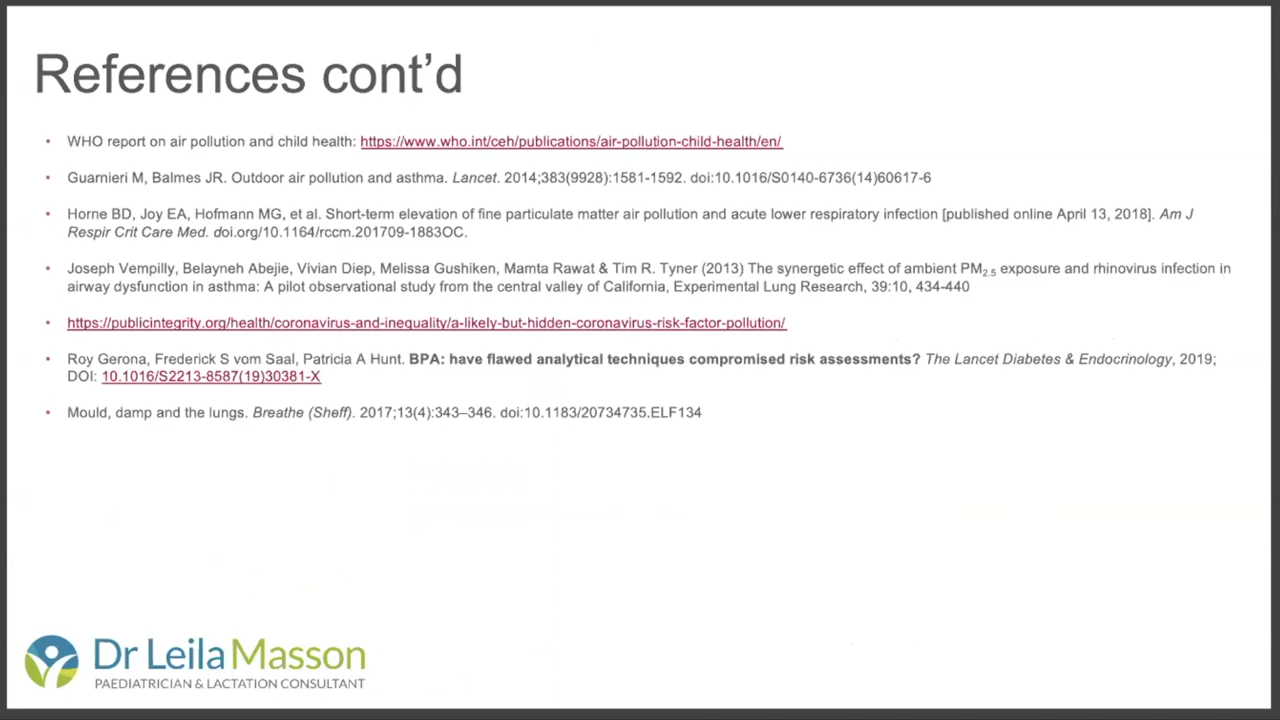 References cont’d
• WHO report on air pollution and child health: https://www.who.int/ceh/publications/air-pollution-child-health/en/
• Guarnieri M, Balmes JR. Outdoor air pollution and asthma. Lancet. 2014;383(9928):1581-1592. doi:10.1016/S0140-6736(14)60617-6
• Horne BD, Joy EA, Hofmann MG, et al. Short-term elevation of fine particulate matter air pollution and acute lower respiratory infection [published online April 13, 2018]. Am J
Respir Crit Care Med. doi.org/10.1164/rccm.201709-1883OC.
• Joseph Vempilly, Belayneh Abejie, Vivian Diep, Melissa Gushiken, Mamta Rawat & Tim R. Tyner (2013) The synergetic effect of ambient PM2.5 exposure and rhinovirus infection in
airway dysfunction in asthma: A pilot observational study from the central valley of California, Experimental Lung Research, 39:10, 434-440
• https://publicintegrity.org/health/coronavirus-and-inequality/a-likely-but-hidden-coronavirus-risk-factor-pollution/
• Roy Gerona, Frederick S vom Saal, Patricia A Hunt. BPA: have flawed analytical techniques compromised risk assessments? The Lancet Diabetes & Endocrinology, 2019;
DOI: 10.1016/S2213-8587(19)30381-X
• Mould, damp and the lungs. Breathe (Sheff). 2017;13(4):343–346. doi:10.1183/20734735.ELF134
Dr Leila Masson
PAEDIATRICIAN & LACTATION CONSULTANT